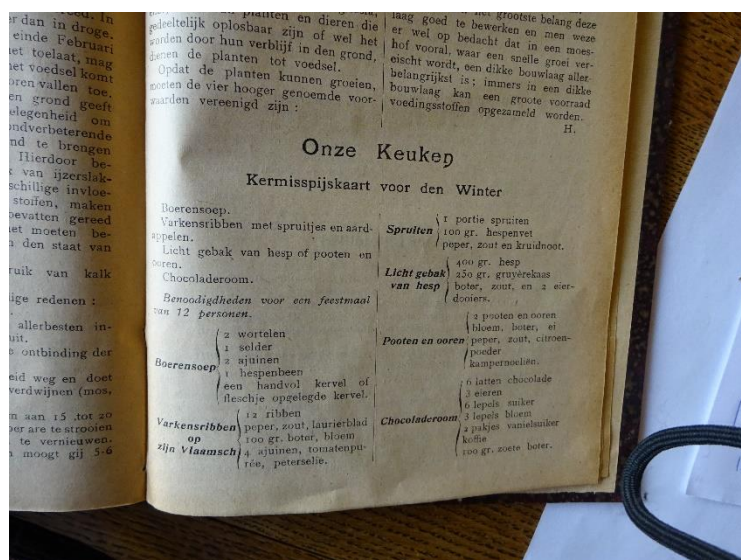 er dan in droge.
einde Februari
het toelaat, mag
het voedsel komt
oren vallen toe.
en grond geeft
elegenheid om
ondverbeterende
nd te brengen
Hierdoor be-
k van ijzerslak-
schillige invloe-
stoffen, maken
bevatten gereed
et moeten be-
n den staat van
ruik van kalk
ige redenen :
allerbesten in-
uit.
ontbinding der
eid weg en doet
verdwijnen (mos,
n aan 15 tot 20
per are te strooien
te vernieuwen.
n moogt gij 5-6
planten en dieren die
gedeeltelijk oplosbaar zijn of wel het
worden door hun verblijf in den grond,
dienen de planten tot voedsel.
Opdat de planten kunnen groeien,
moeten de vier hooger genoemde voor-
waarden vereenigd zijn :
het grootste belang deze
laag goed te bewerken en men weze
er wel op bedacht dat in een moes-
hof vooral, waar een snelle groei ver-
eischt wordt, een dikke bouwlaag aller-
belangrijkst is ; immers in een dikke
bouwlaag kan een groote voorraad
voedingsstoffen opgezameld worden.
H.
Onze Keuken
Kermisspijskaart voor den Winter
Boerensoep.
Varkensribben met spruitjes en aard-
appelen.
Licht gebak van hesp of pooten en
ooren.
Chocoladeroom.
Benoodigdheden voor een feestmaal
van 12 personen.
Boerensoep
2 wortelen
1 selder
2 ajuinen
1 hespenbeen
een handvol kervel of
fleschje opgelegde kervel.
Varkensribben
op
zijn Vlaamsch
12 ribben
peper, zout, laurierblad
100 gr. boter, bloem
4 ajuinen, tomatenpu-
rée, peterselie.
Spruiten
1 portie spruiten
100 gr. hespenvet
peper, zout en kruidnoot.
Licht gebak
van hesp
400 gr. hesp
250 gr. gruyèrekaas
boter, zout, en 2 eier-
dooiers.
Pooten en ooren
2 pooten en ooren
bloem, boter, ei
peper, zout, citroen-
poeder
kampernoeliën.
Chocoladeroom
6 latten chocolade
3 eieren
6 lepels suiker
3 lepels bloem
2 pakjes vanielsuiker
koffie
100 gr. zoete boter.